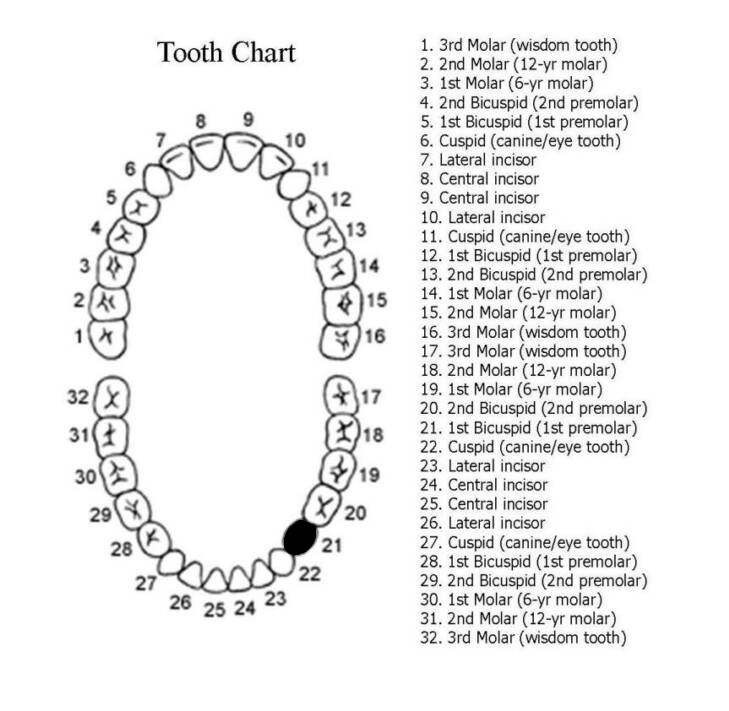 Tooth Chart
1. 3rd Molar (wisdom tooth)
2. 2nd Molar (12-yr molar)
3. 1st Molar (6-yr molar)
4. 2nd Bicuspid (2nd premolar)
5. 1st Bicuspid (1st premolar)
6. Cuspid (canine/eye tooth)
7. Lateral incisor
8. Central incisor
9. Central incisor
10. Lateral incisor
11. Cuspid (canine/eye tooth)
12. 1st Bicuspid (1st premolar)
13. 2nd Bicuspid (2nd premolar)
14. 1st Molar (6-yr molar)
15. 2nd Molar (12-yr molar)
16. 3rd Molar (wisdom tooth)
17. 3rd Molar (wisdom tooth)
18. 2nd Molar (12-yr molar)
19. 1st Molar (6-yr molar)
20. 2nd Bicuspid (2nd premolar)
21. 1st Bicuspid (1st premolar)
22. Cuspid (canine/eye tooth)
23. Lateral incisor
24. Central incisor
25. Central incisor
26. Lateral incisor
27. Cuspid (canine/eye tooth)
28. 1st Bicuspid (1st premolar)
29. 2nd Bicuspid (2nd premolar)
30. 1st Molar (6-yr molar)
31. 2nd Molar (12-yr molar)
32. 3rd Molar (wisdom tooth)
1
2
3
4
5
6
7
8
9
10
11
12
13
14
15
16
17
18
19
20
21
22
23
24
25
26
27
28
29
30
31
32